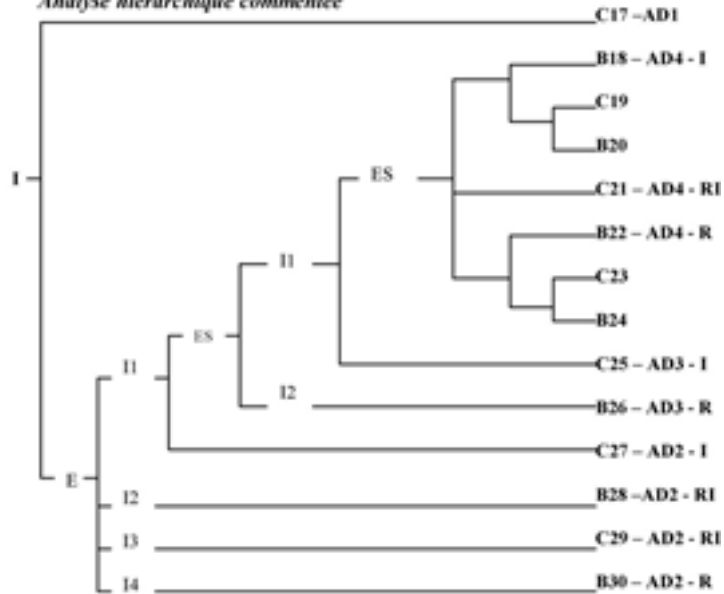 Analyse hiérarchique commentée
C17 –AD1
B18 – AD4 - I
C19
B20
I
ES
C21 – AD4 - RI
B22 – AD4 - R
I1
C23
B24
ES
I1
C25 – AD3 - I
I2
B26 – AD3 - R
C27 – AD2 - I
E
I2
B28 –AD2 - RI
I3
C29 – AD2 - RI
I4
B30 – AD2 - R